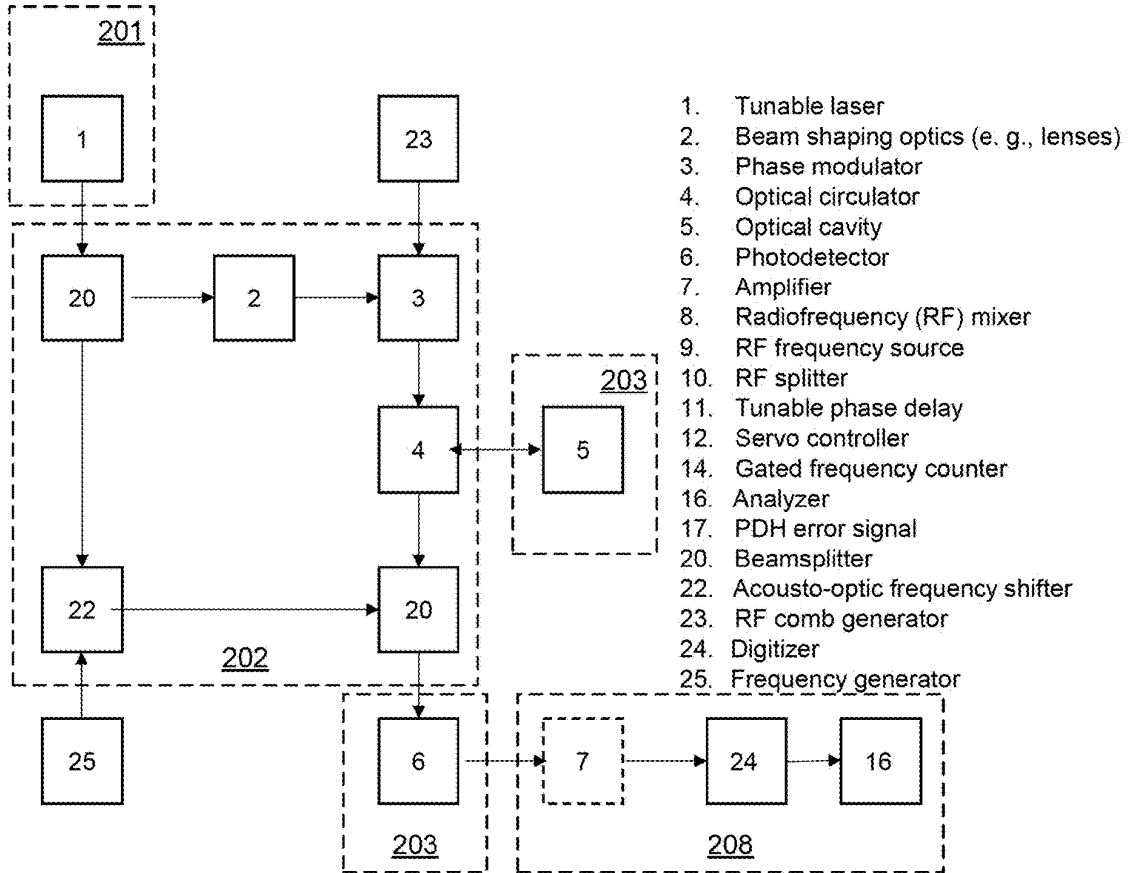 201
1
23
20
2
3
203
4
5
22
20
202
25
6
7
24
16
203
208
1. Tunable laser
2. Beam shaping optics (e. g., lenses)
3. Phase modulator
4. Optical circulator
5. Optical cavity
6. Photodetector
7. Amplifier
8. Radiofrequency (RF) mixer
9. RF frequency source
10. RF splitter
11. Tunable phase delay
12. Servo controller
14. Gated frequency counter
16. Analyzer
17. PDH error signal
20. Beamsplitter
22. Acousto-optic frequency shifter
23. RF comb generator
24. Digitizer
25. Frequency generator